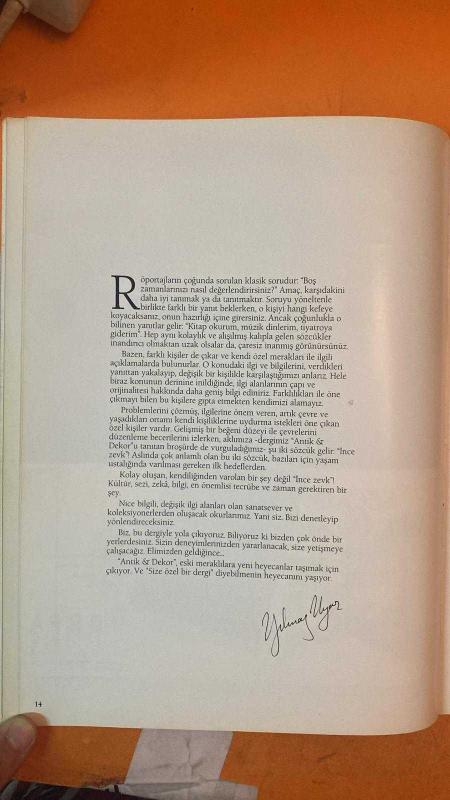 Röportajların çoğunda sorulan klasik sorudur: "Boş
zamanlarınızı nasıl değerlendirirsiniz?" Amaç, karşıdakini
daha iyi tanımak ya da tanıtmaktır. Soruyu yöneltenle
birlikte farklı bir yanıt beklerken, o kişiyi hangi kefeye
koyacaksanız, onun hazırlığı içine girersiniz. Ancak çoğunlukla o
bilinen yanıtlar gelir: "Kitap okurum, müzik dinlerim, tiyatroya
giderim". Hep aynı kolaylık ve alışılmış kalıpla gelen sözcükler
inandırıcı olmaktan uzak olsalar da, çaresiz inanmış görünürsünüz.
Bazen, farklı kişiler de çıkar ve kendi özel merakları ile ilgili
açıklamalarda bulunurlar. O konudaki ilgi ve bilgilerini, verdikleri
yanıttan yakalayıp, değişik bir kişilikle karşılaştığımızı anlarız. Hele
biraz konunun derinine inildiğinde, ilgi alanlarının çapı ve
orijinalitesi hakkında daha geniş bilgi ediniriz. Farklılıkları ile öne
çıkmayı bilen bu kişilere gıpta etmekten kendimizi alamayız.
Problemlerini çözmüş, ilgilerine önem veren, artık çevre ve
yaşadıkları ortamı kendi kişiliklerine uydurma istekleri öne çıkan
özel kişiler vardır. Gelişmiş bir beğeni düzeyi ile çevrelerini
düzenleme becerilerini izlerken, aklımıza -dergimiz "Antik &
Dekor"u tanıtan broşürde de vurguladığımız- şu iki sözcük gelir: "İnce
zevk"! Aslında çok anlamlı olan bu iki sözcük, bazıları için yaşam
ustalığında varılması gereken ilk hedeflerden.
Kolay oluşan, kendiliğinden varolan bir şey değil "İnce zevk"!
Kültür, sezi, zekâ, bilgi, en önemlisi tecrübe ve zaman gerektiren bir
şey.
Nice bilgili, değişik ilgi alanları olan sanatsever ve
koleksiyonerlerden oluşacak okurlarımız. Yani siz. Bizi denetleyip
yönlendireceksiniz.
Biz, bu dergiyle yola çıkıyoruz. Biliyoruz ki bizden çok önde bir
yerlerdesiniz. Sizin deneyimlerinizden yararlanacak, size yetişmeye
çalışacağız. Elimizden geldiğince...
"Antik & Dekor", eski meraklılara yeni heyecanlar taşımak için
çıkıyor. Ve "Size özel bir dergi" diyebilmenin heyecanını yaşıyor.
Yılmaz Uyar
14